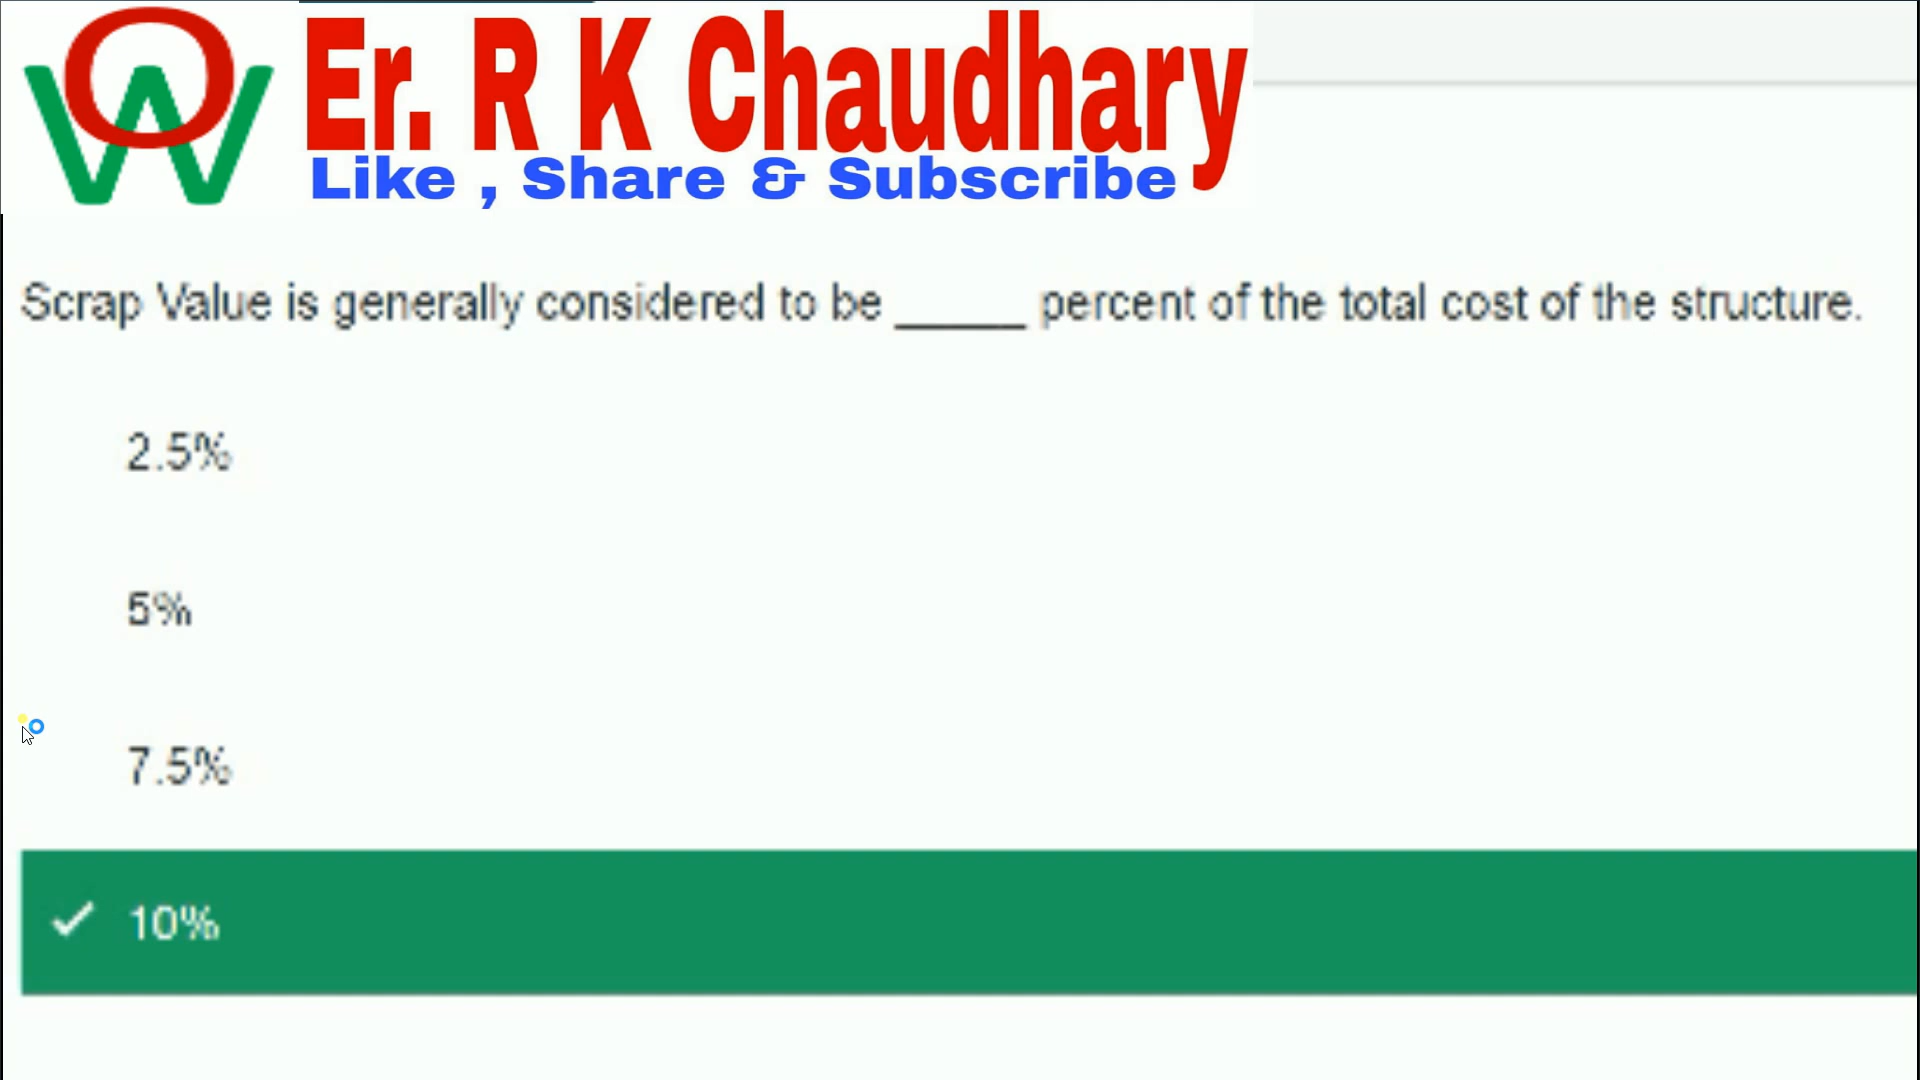 Er. R K Chaudhary
Like , Share & Subscribe
Scrap Value is generally considered to be _____ percent of the total cost of the structure.
2.5%
5%
7.5%
10%